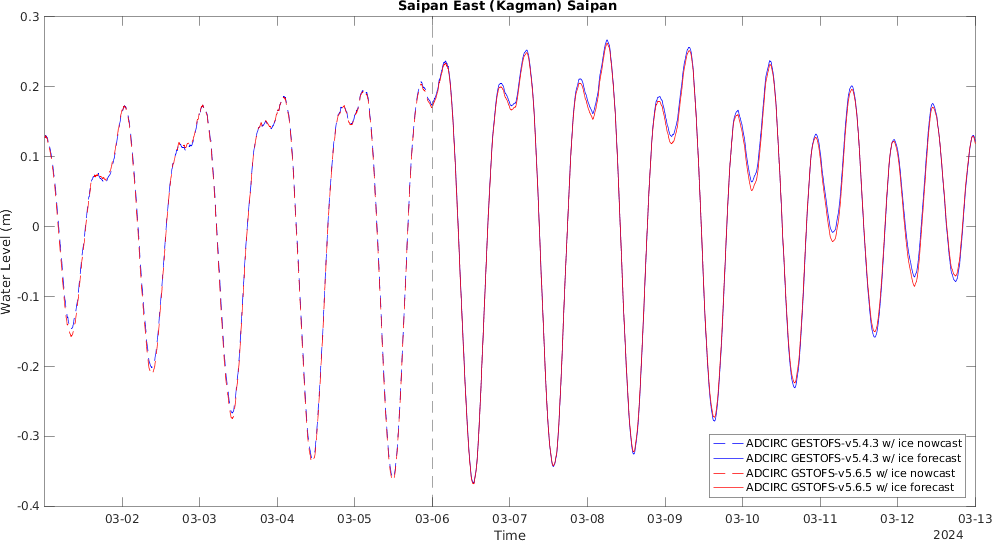 Saipan East (Kagman) Saipan
0.3
0.2
0.1
0
-0.1
-0.2
-0.3
-0.4
Water Level (m)
ADCIRC GESTOFS-v5.4.3 w/ ice nowcast
ADCIRC GESTOFS-v5.4.3 w/ ice forecast
ADCIRC GSTOFS-v5.6.5 w/ ice nowcast
ADCIRC GSTOFS-v5.6.5 w/ ice forecast
03-02 03-03 03-04 03-05 03-06 03-07 03-08 03-09 03-10 03-11 03-12 03-13
Time
2024